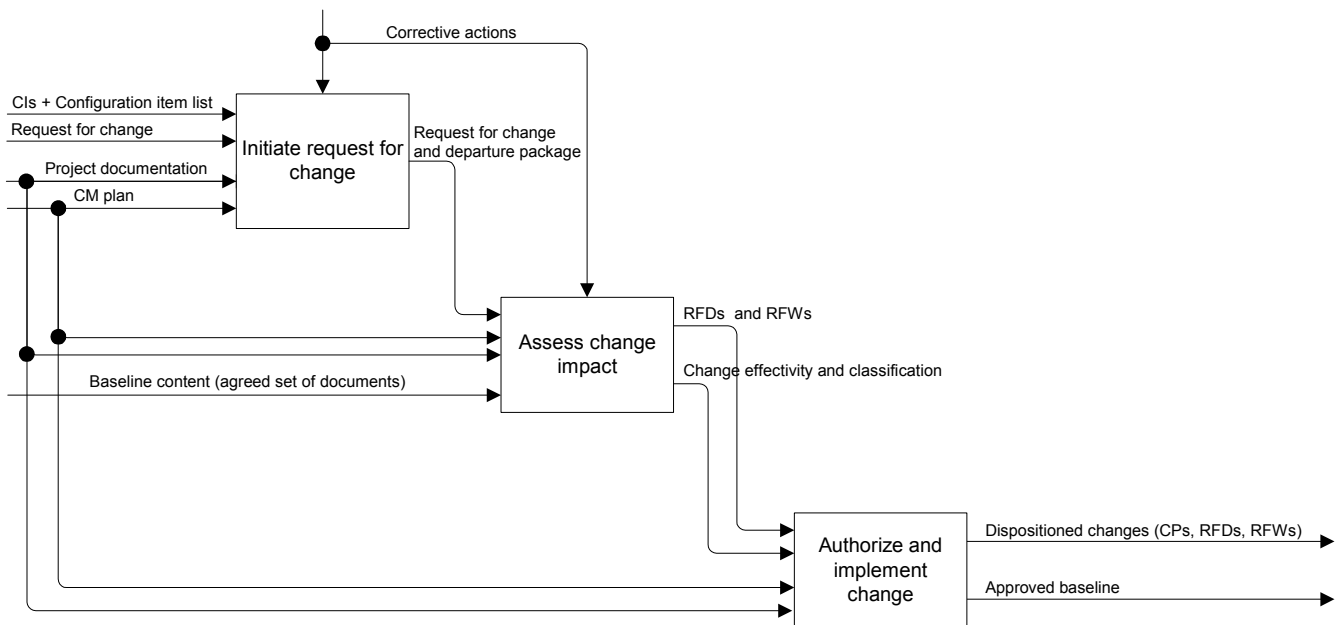 Corrective actions
CIs + Configuration item list
Request for change
Project documentation
CM plan
Initiate request for
change
Request for change
and departure package
Assess change
impact
RFDs and RFWs
Change effectivity and classification
Baseline content (agreed set of documents)
Authorize and
implement
change
Dispositioned changes (CPs, RFDs, RFWs)
Approved baseline